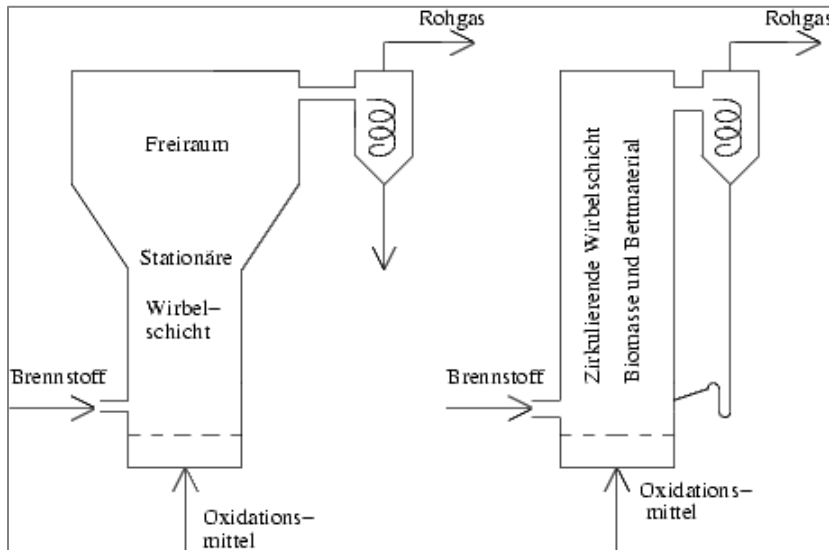 Rohgas
Freiraum
Stationäre
Wirbel–
schicht
Brennstoff
Oxidations–
mittel
Rohgas
Zirkulierende Wirbelschicht
Biomasse und Bettmaterial
Brennstoff
Oxidations–
mittel